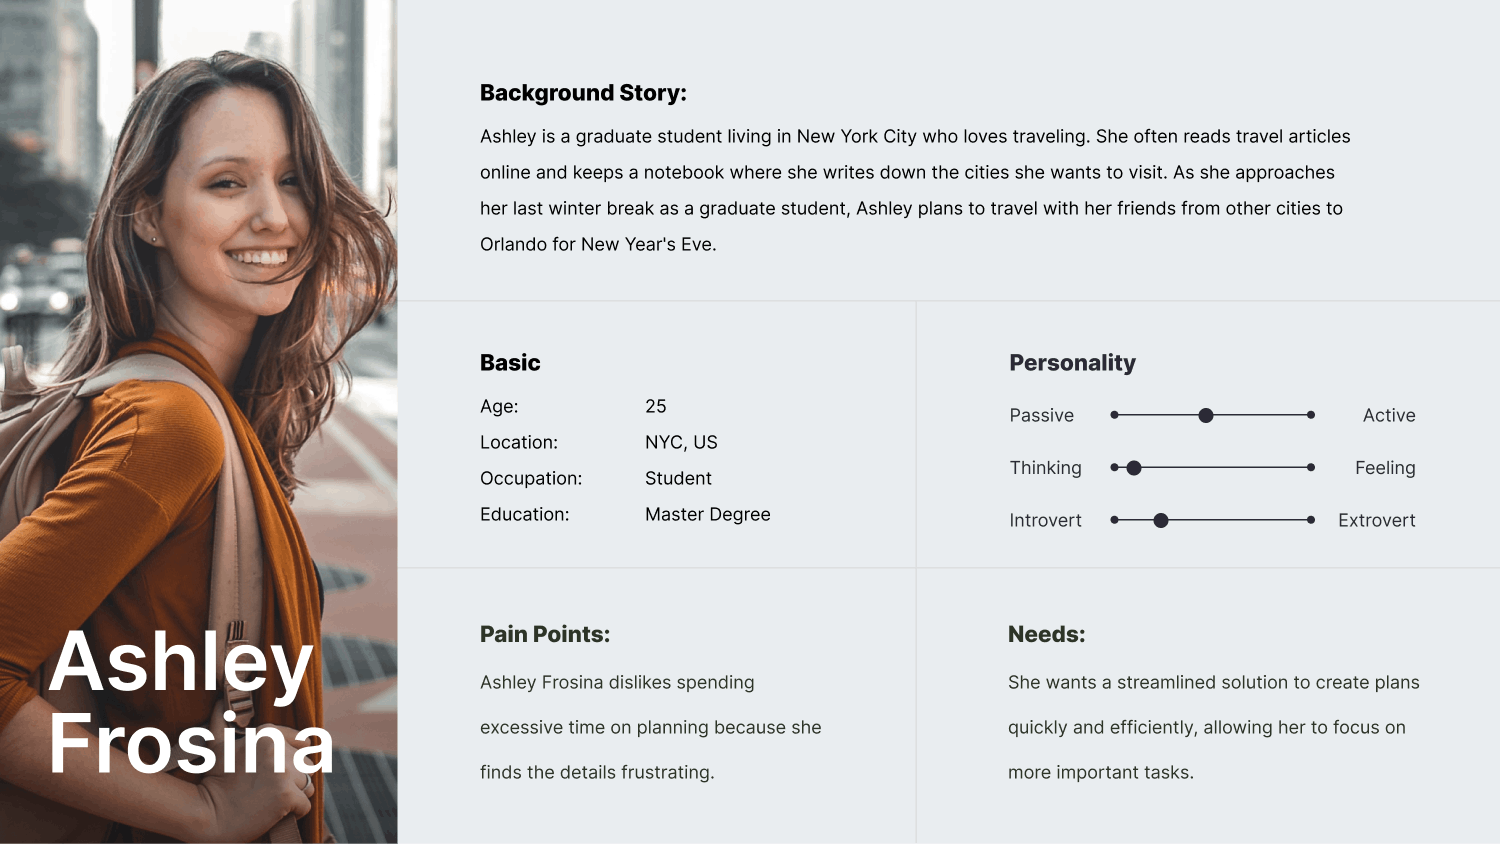 Background Story:
Ashley is a graduate student living in New York City who loves traveling. She often reads travel articles
online and keeps a notebook where she writes down the cities she wants to visit. As she approaches
her last winter break as a graduate student, Ashley plans to travel with her friends from other cities to
Orlando for New Year's Eve.
Basic
Age: 25
Location: NYC, US
Occupation: Student
Education: Master Degree
Personality
Passive Active
Thinking Feeling
Introvert Extrovert
Pain Points:
Ashley Frosina dislikes spending
excessive time on planning because she
finds the details frustrating.
Needs:
She wants a streamlined solution to create plans
quickly and efficiently, allowing her to focus on
more important tasks.
Ashley
Frosina